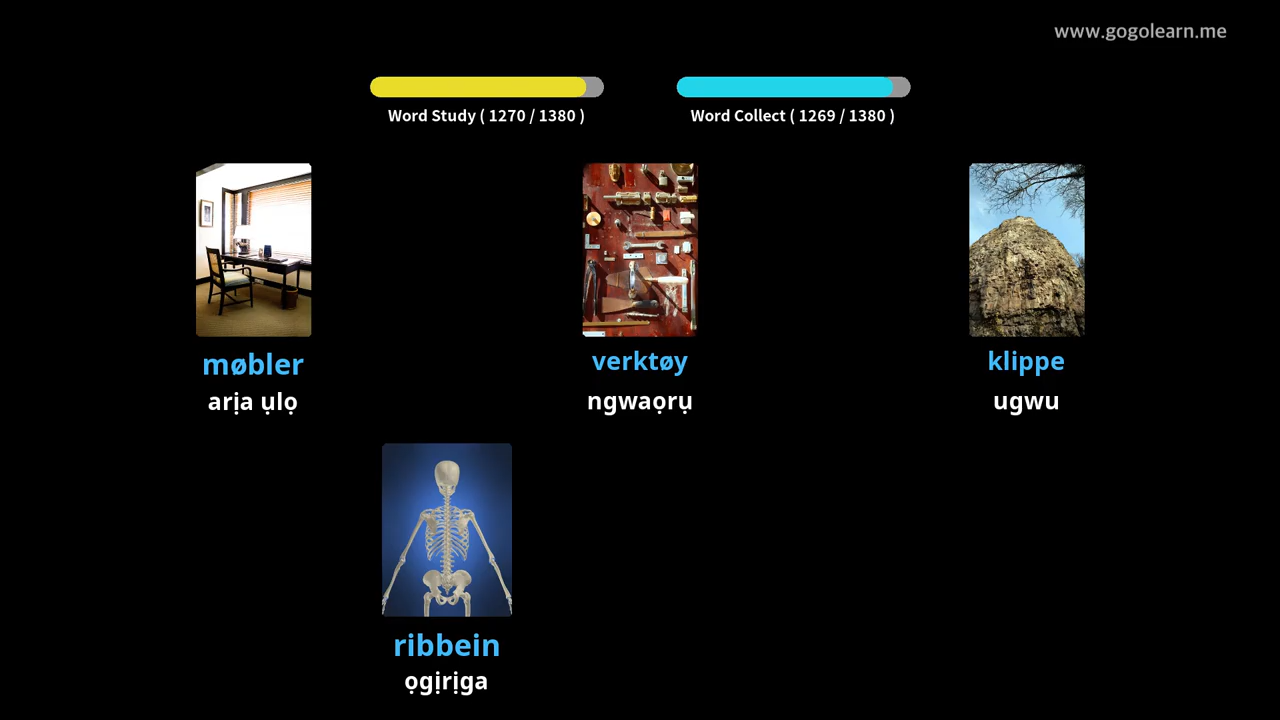 www.gogolearn.me
Word Study ( 1270 / 1380 )
Word Collect ( 1269 / 1380 )
møbler
arịa ụlọ
verktøy
ngwaọrụ
klippe
ugwu
ribbein
ọgịrịga